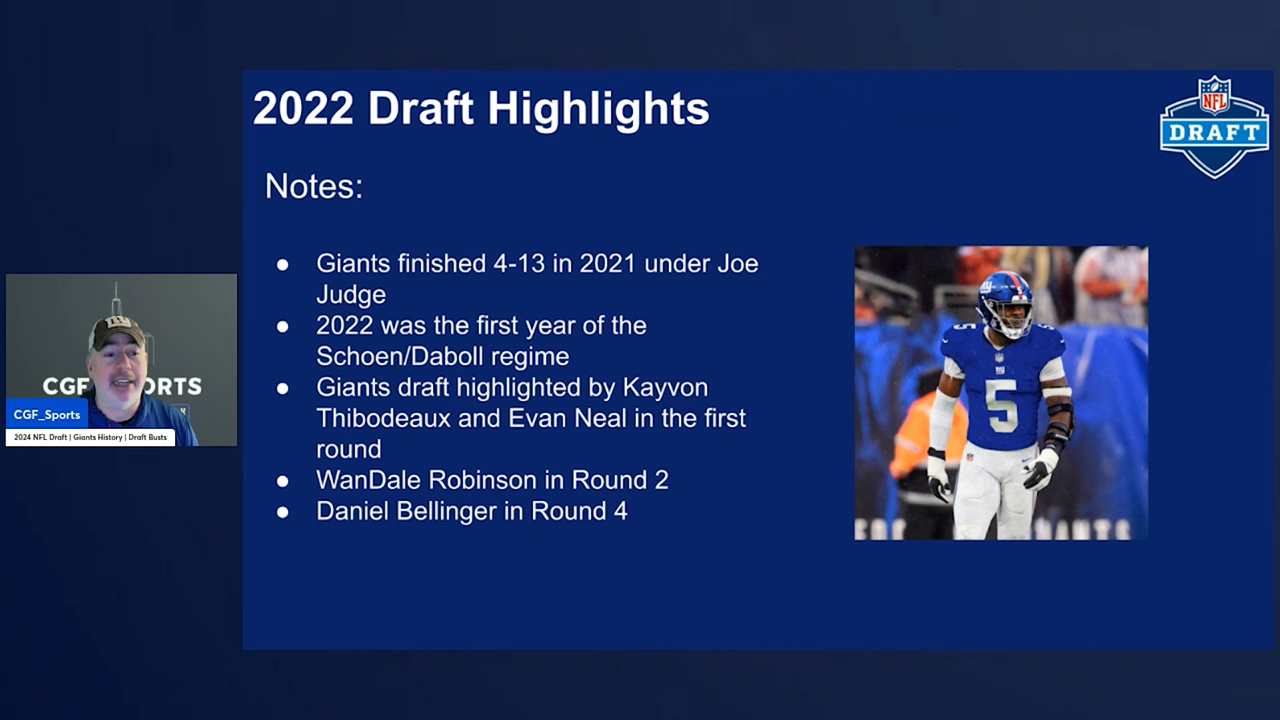 2022 Draft Highlights
NFL
DRAFT
Notes:
● Giants finished 4-13 in 2021 under Joe
Judge
● 2022 was the first year of the
Schoen/Daboll regime
● Giants draft highlighted by Kayvon
Thibodeaux and Evan Neal in the first
round
● WanDale Robinson in Round 2
● Daniel Bellinger in Round 4
5
ny
CGF SPORTS
CGF_Sports
2024 NFL Draft | Giants History | Draft Busts